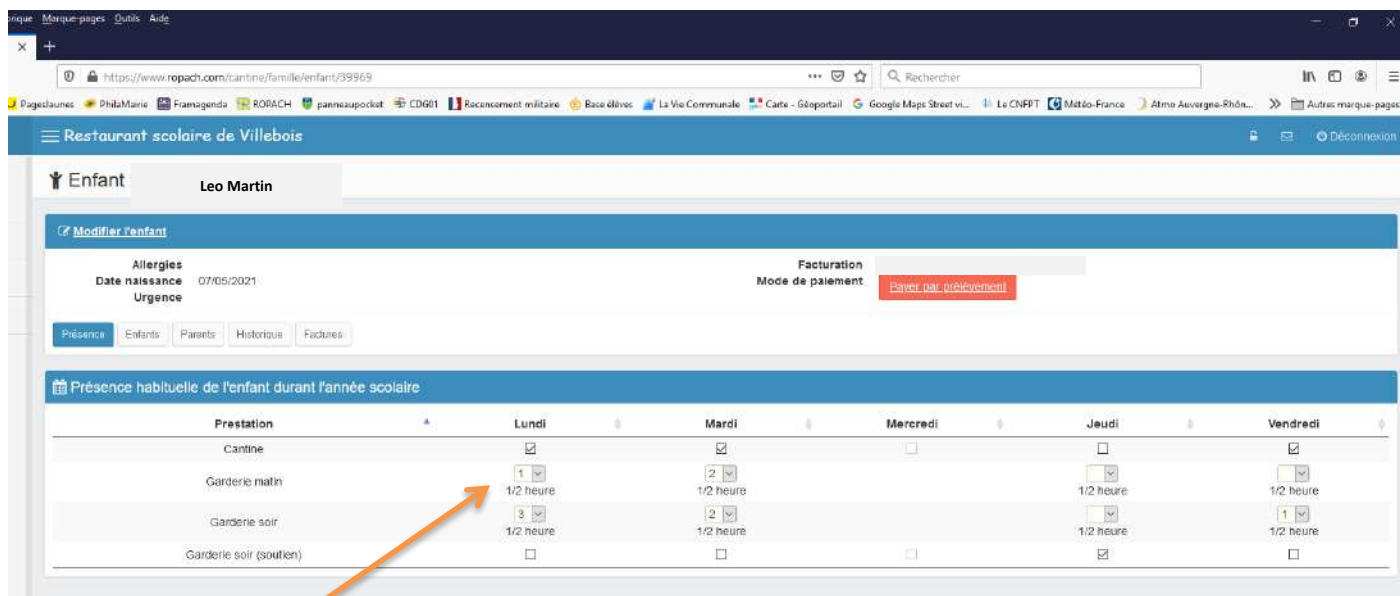 orique Marque-pages Outils Aide
https://www.ropach.com/cantine/famille/enfant/39969 Rechercher
PagesJaunes PhilaMairie Framagenda ROPACH panneaupocket CDG01 Recensement militaire Base élèves La Vie Communale Carte - Géoportail Google Maps Street vi... Le CNFPT Météo-France Atmo Auvergne-Rhôn... Autres marque-pages
Restaurant scolaire de Villebois Déconnexion
Enfant Leo Martin
Modifier l'enfant
Allergies Facturation
Date naissance 07/05/2021 Mode de paiement Payer par prélèvement
Urgence
Présence Enfants Parents Historique Factures
Présence habituelle de l'enfant durant l'année scolaire
Prestation Lundi Mardi Mercredi Jeudi Vendredi
Cantine
Garderie matin 1 2
1/2 heure 1/2 heure 1/2 heure 1/2 heure
Garderie soir 3 2 1
1/2 heure 1/2 heure 1/2 heure 1/2 heure
Garderie soir (soutien)